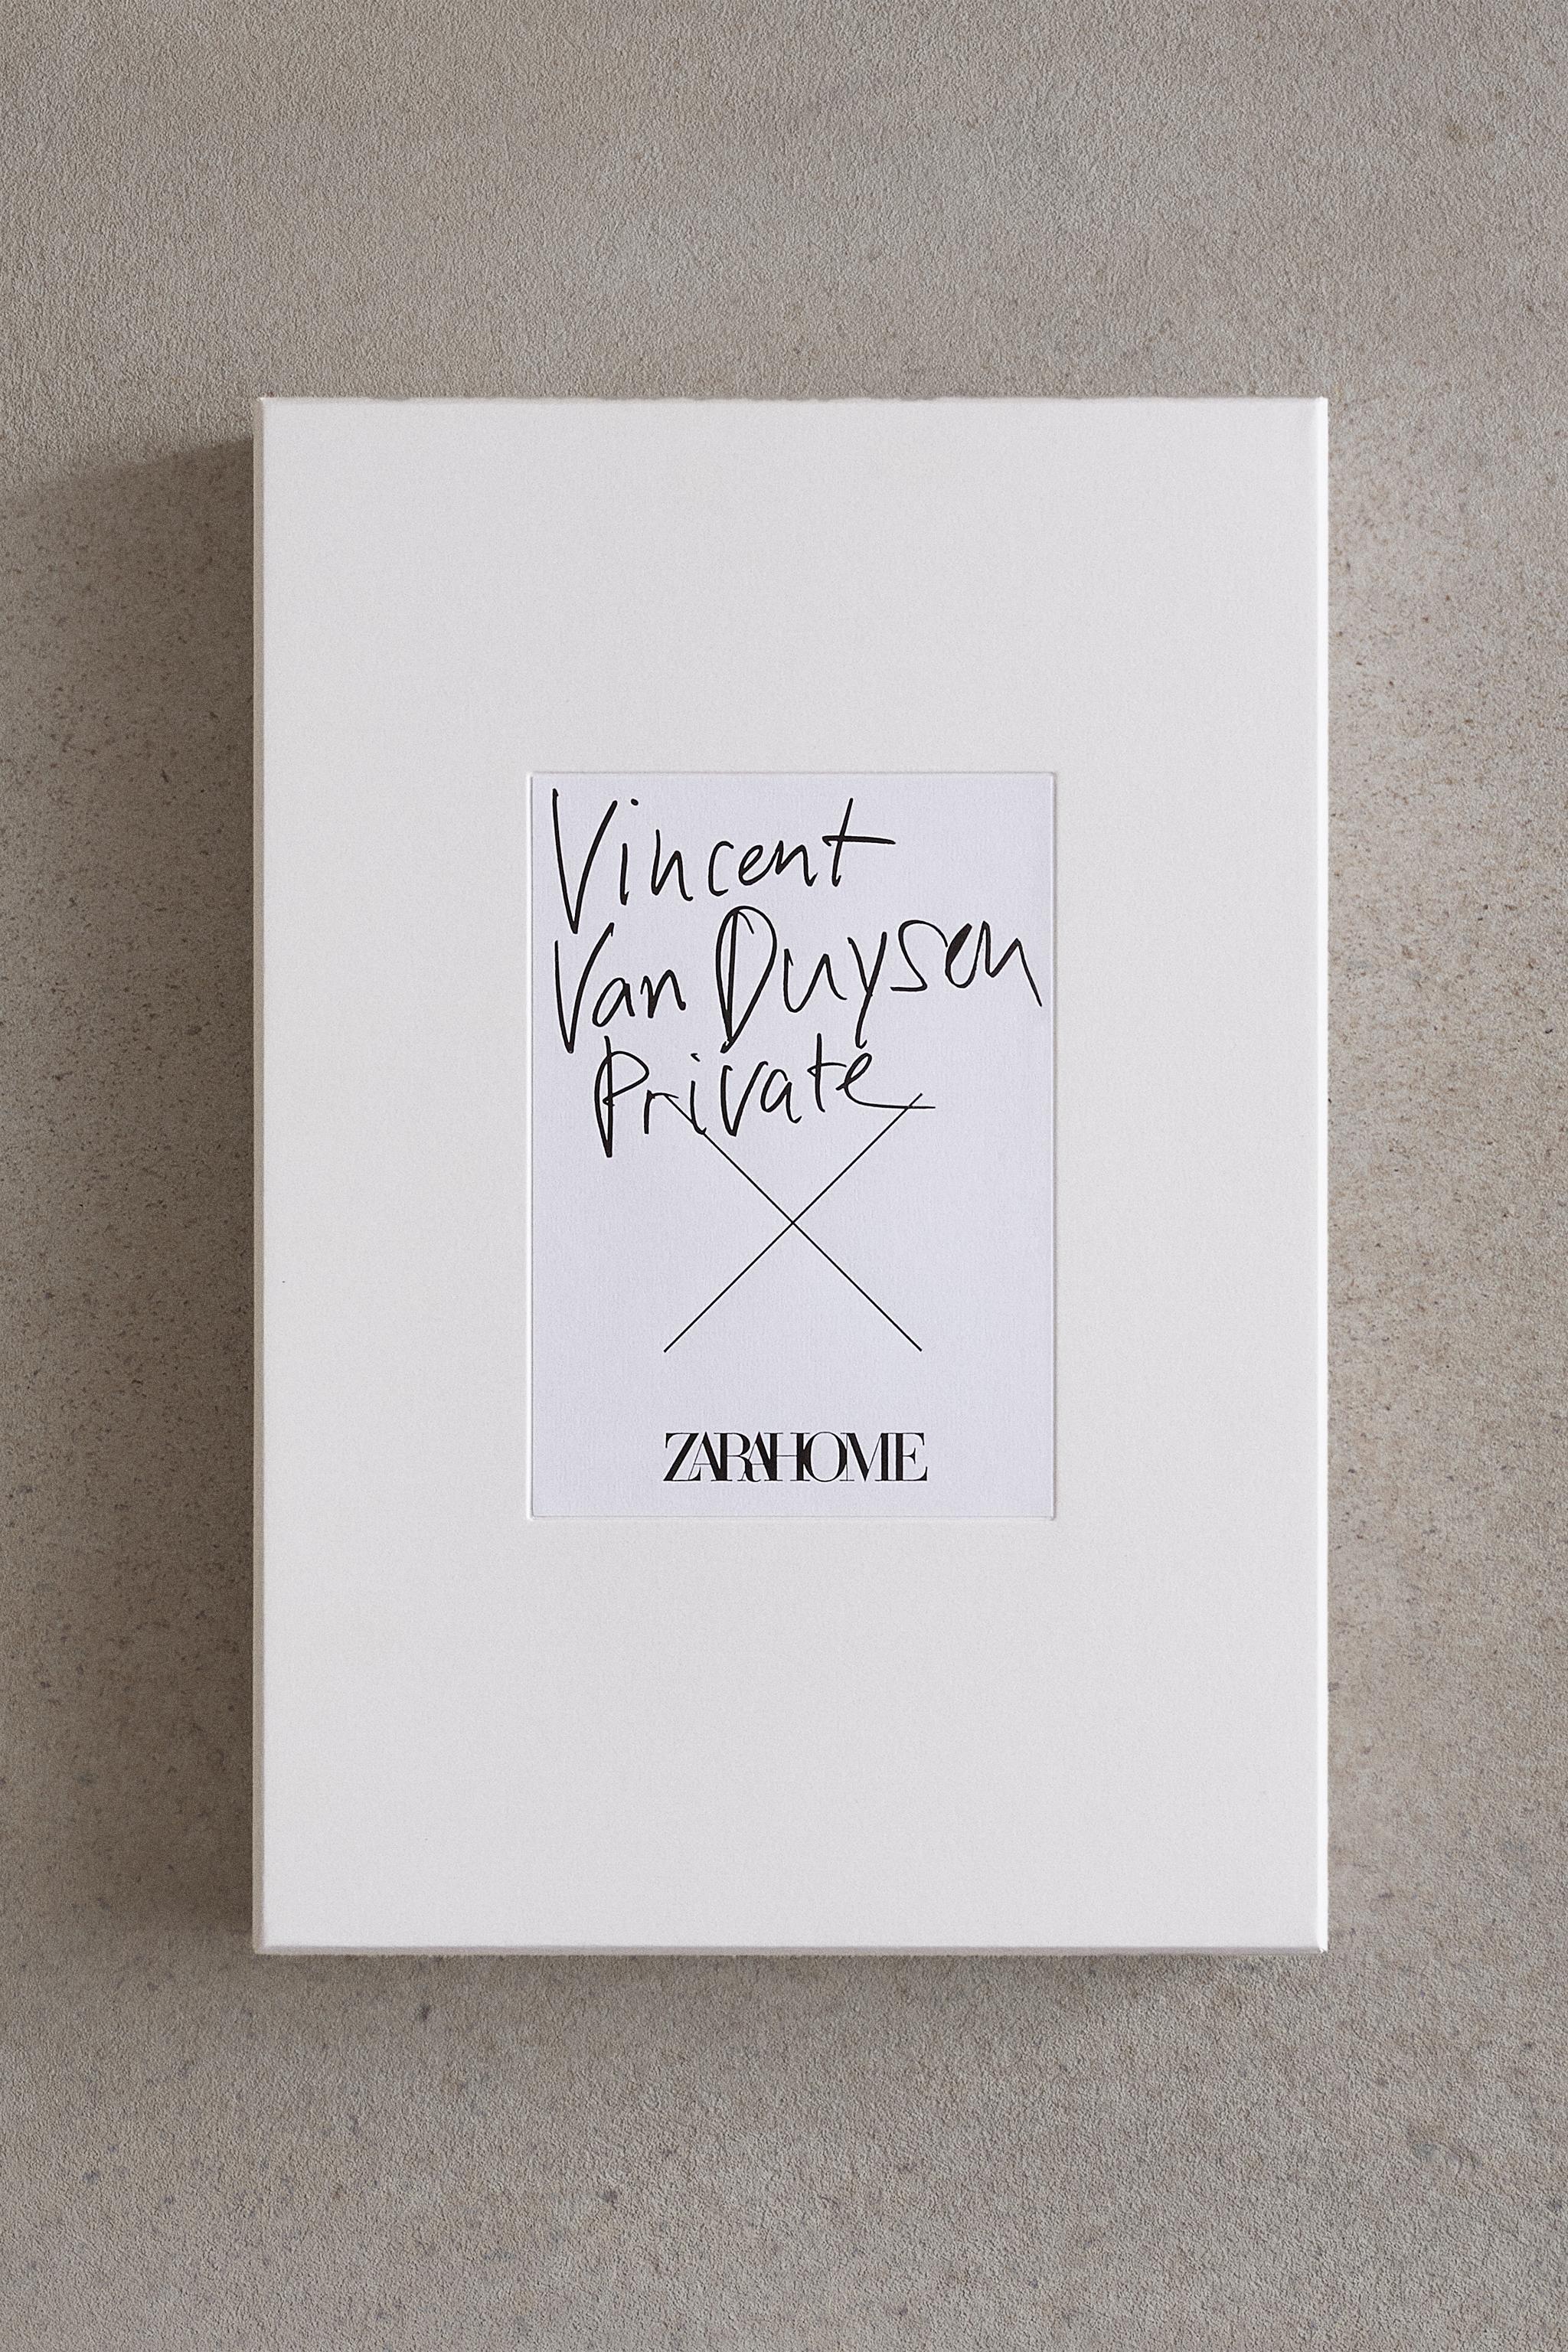 Vincent
Van Duysen
Private
X
ZARAHOME